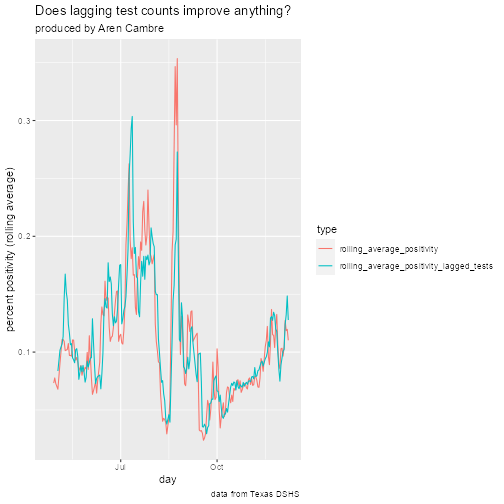 Does lagging test counts improve anything?
produced by Aren Cambre
percent positivity (rolling average)
0.3
0.2
0.1
Jul
Oct
day
type
rolling_average_positivity
rolling_average_positivity_lagged_tests
data from Texas DSHS